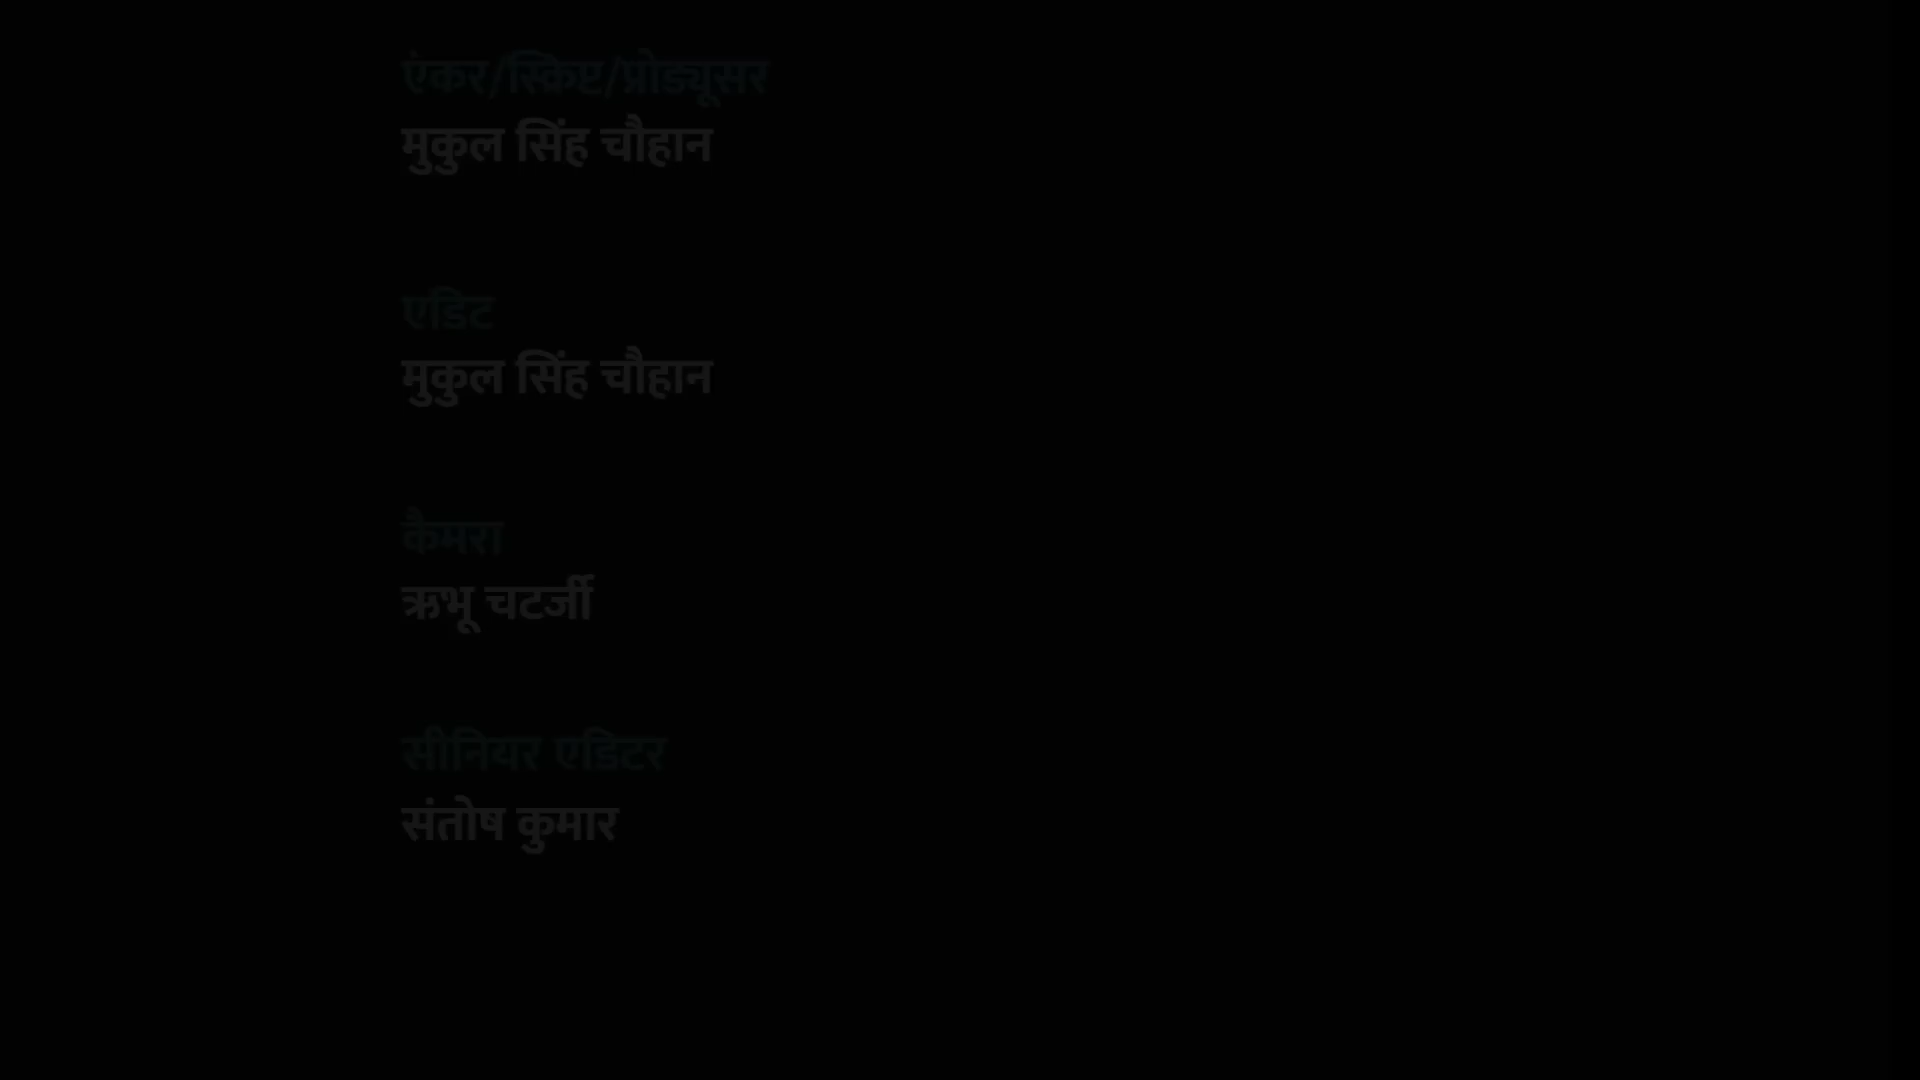 एंकर/स्क्रिप्ट/प्रोड्यूसर
मुकुल सिंह चौहान
एडिट
मुकुल सिंह चौहान
कैमरा
ऋभू चटर्जी
सीनियर एडिटर
संतोष कुमार